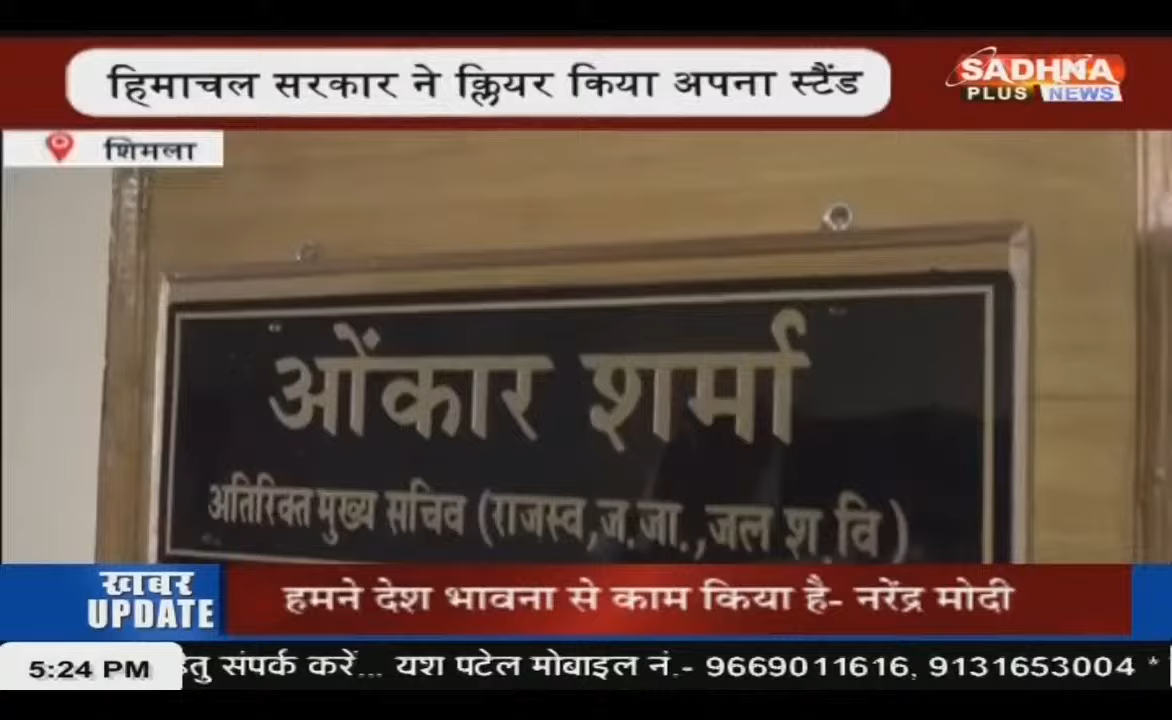 हिमाचल सरकार ने क्लियर किया अपना स्टैंड
SADHNA
PLUS NEWS
शिमला
ओंकार शर्मा
अतिरिक्त मुख्य सचिव (राजस्व,ज.जा.,जल श.वि)
खबर
UPDATE
हमने देश भावना से काम किया है- नरेंद्र मोदी
5:24 PM
हेतु संपर्क करें... यश पटेल मोबाइल नं.- 9669011616, 9131653004 *